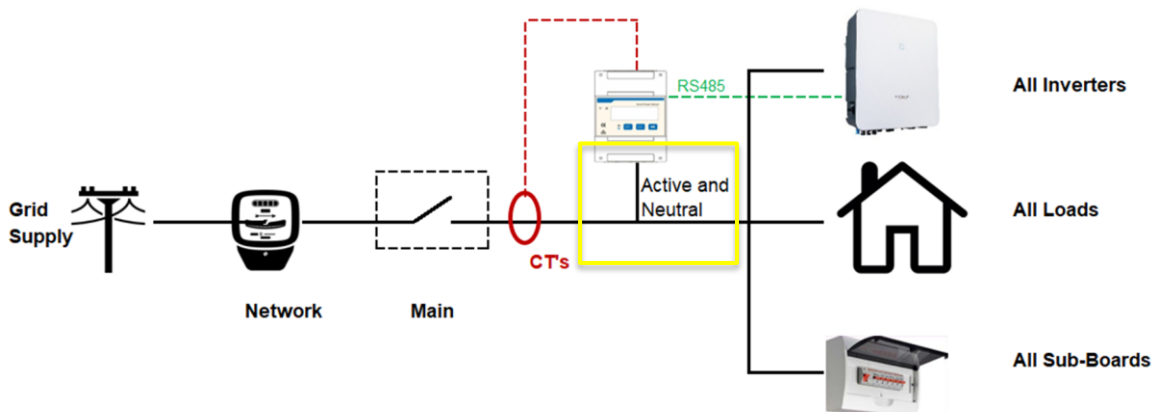 RS485
All Inverters
Active and
Neutral
Grid
Supply
All Loads
CT's
Network
Main
All Sub-Boards